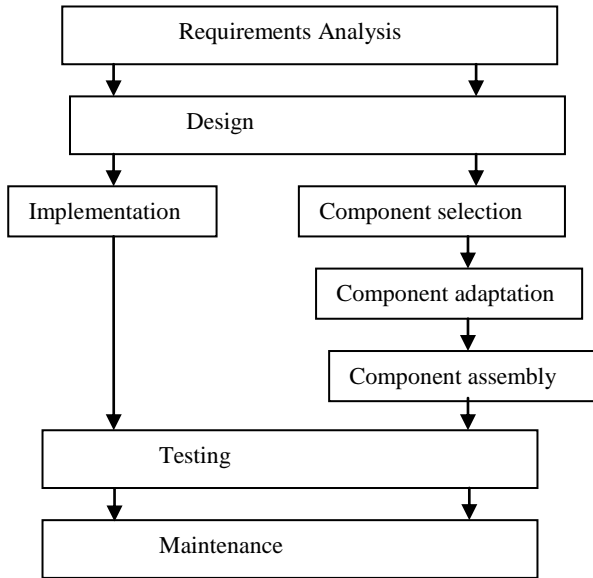 Requirements Analysis
Design
Implementation
Component selection
Component adaptation
Component assembly
Testing
Maintenance